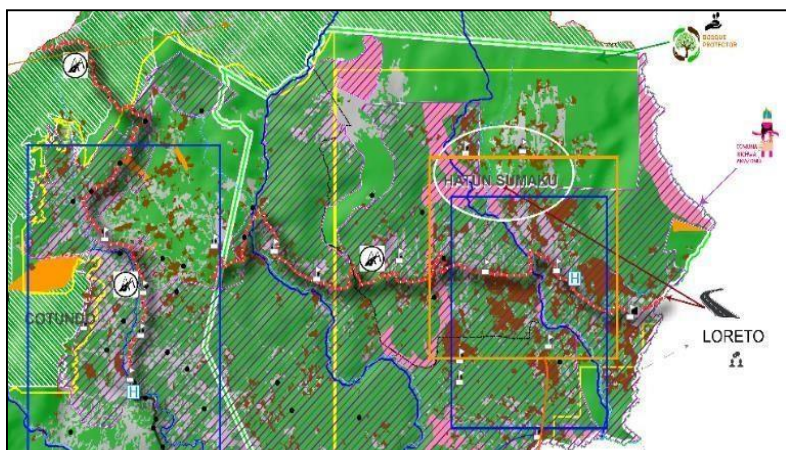 BOSQUE
PROTECTOR
HATUN SUMAKU
COTUNDO
H
H
LORETO